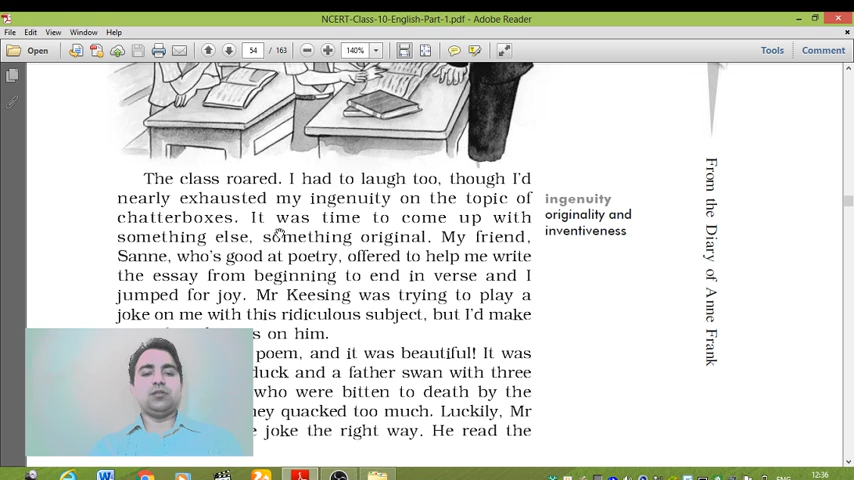 NCERT-Class-10-English-Part-1.pdf - Adobe Reader
File Edit View Window Help
Open 54 / 163 140% Tools Comment
The class roared. I had to laugh too, though I'd
nearly exhausted my ingenuity on the topic of
chatterboxes. It was time to come up with
something else, something original. My friend,
Sanne, who's good at poetry, offered to help me write
the essay from beginning to end in verse and I
jumped for joy. Mr Keesing was trying to play a
joke on me with this ridiculous subject, but I'd make
on him.
poem, and it was beautiful! It was
duck and a father swan with three
who were bitten to death by the
quacked too much. Luckily, Mr
joke the right way. He read the
ingenuity
originality and
inventiveness
From the Diary of Anne Frank
ENG 12:36